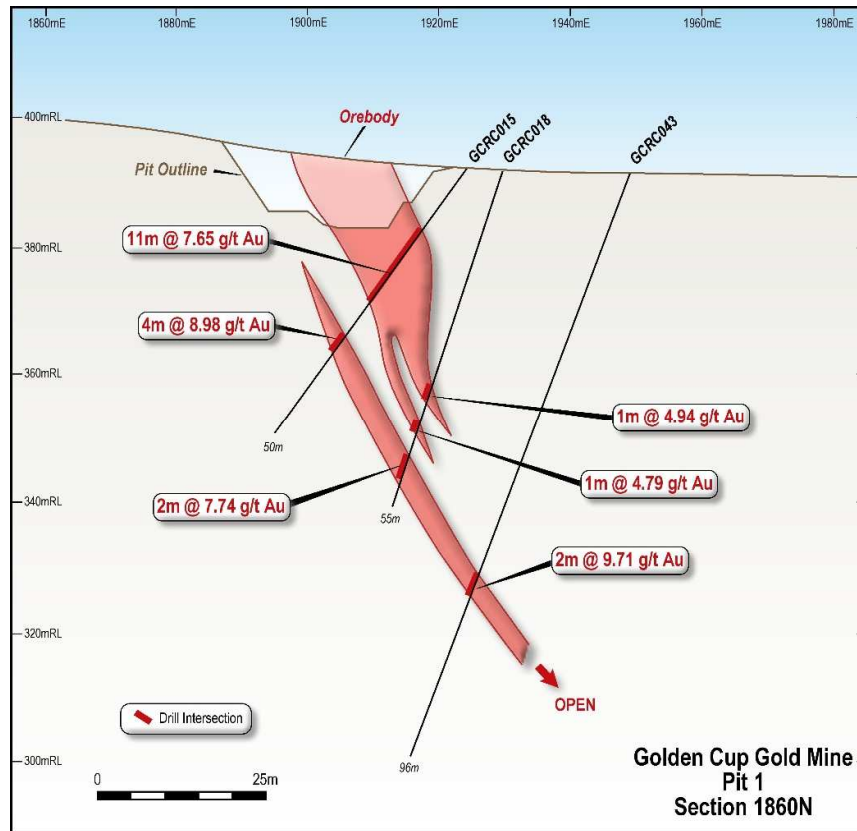 1860mE
1880mE
1900mE
1920mE
1940mE
1960mE
1980mE
400mRL
Orebody
GCRC015
GCRC018
GCRC043
Pit Outline
11m @ 7.65 g/t Au
380mRL
4m @ 8.98 g/t Au
360mRL
1m @ 4.94 g/t Au
50m
1m @ 4.79 g/t Au
2m @ 7.74 g/t Au
340mRL
55m
2m @ 9.71 g/t Au
320mRL
OPEN
Drill Intersection
300mRL
96m
0
25m
Golden Cup Gold Mine
Pit 1
Section 1860N